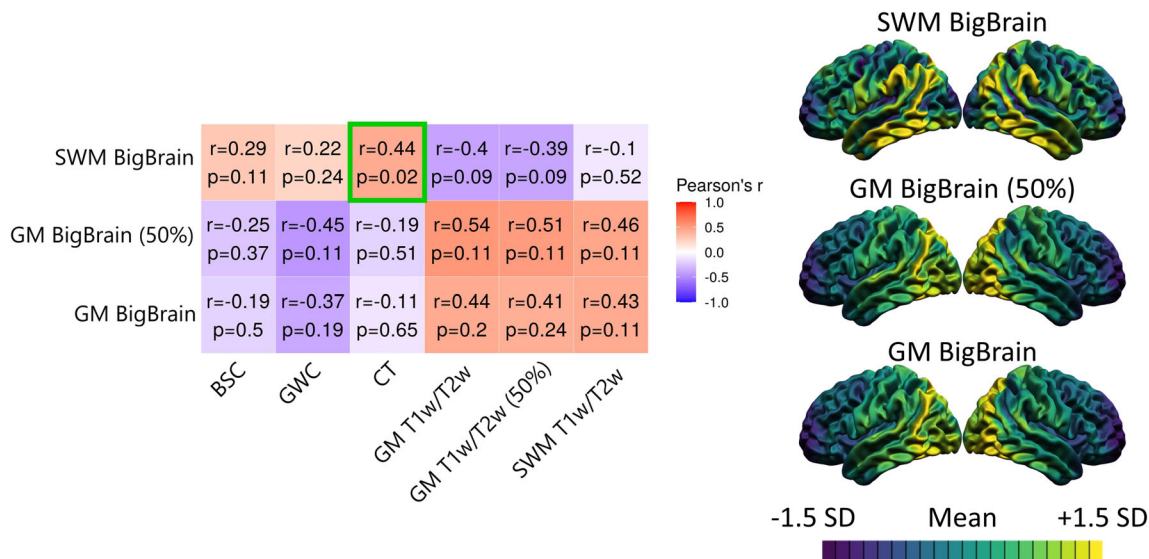 SWM BigBrain
r=0.29 r=0.22 r=0.44 r=-0.4 r=-0.39 r=-0.1
p=0.11 p=0.24 p=0.02 p=0.09 p=0.09 p=0.52
GM BigBrain (50%)
r=-0.25 r=-0.45 r=-0.19 r=0.54 r=0.51 r=0.46
p=0.37 p=0.11 p=0.51 p=0.11 p=0.11 p=0.11
GM BigBrain
r=-0.19 r=-0.37 r=-0.11 r=0.44 r=0.41 r=0.43
p=0.5 p=0.19 p=0.65 p=0.2 p=0.24 p=0.11
BSC
GWC
CT
GM T1w/T2w
GM T1w/T2w (50%)
SWM T1w/T2w
Pearson's r
1.0
0.5
0.0
-0.5
-1.0
SWM BigBrain
GM BigBrain (50%)
GM BigBrain
-1.5 SD Mean +1.5 SD